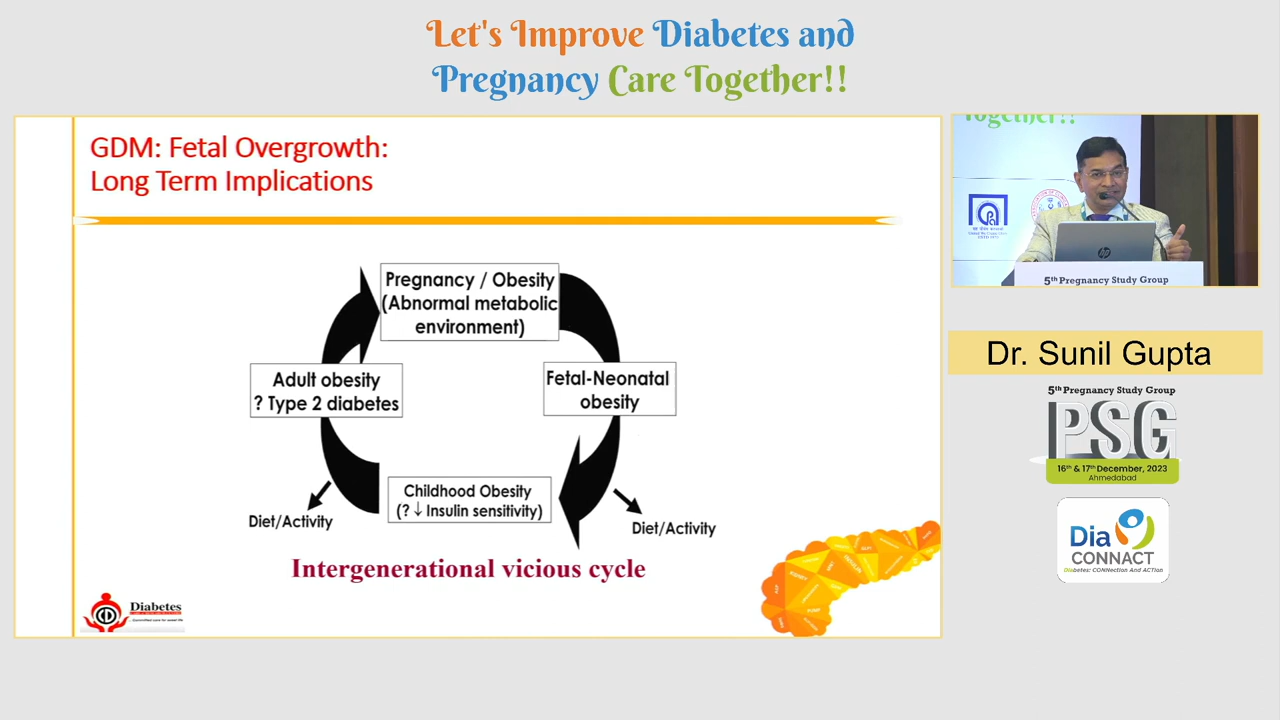 Let's Improve Diabetes and
Pregnancy Care Together!!
GDM: Fetal Overgrowth:
Long Term Implications
Pregnancy / Obesity
(Abnormal metabolic
environment)
Adult obesity
? Type 2 diabetes
Fetal-Neonatal
obesity
Childhood Obesity
(? ↓ Insulin sensitivity)
Diet/Activity
Diet/Activity
Intergenerational vicious cycle
Diabetes
Together!!
hp
5th Pregnancy Study Group
Dr. Sunil Gupta
5th Pregnancy Study Group
PSG
16th & 17th December, 2023
Ahmedabad
Dia
CONNACT
Diabetes: CONNection And ACTion